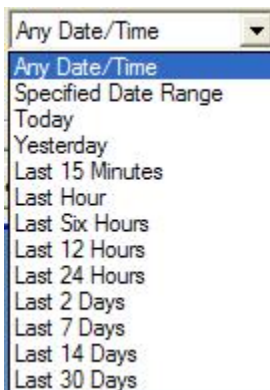 Any Date/Time
Any Date/Time
Specified Date Range
Today
Yesterday
Last 15 Minutes
Last Hour
Last Six Hours
Last 12 Hours
Last 24 Hours
Last 2 Days
Last 7 Days
Last 14 Days
Last 30 Days